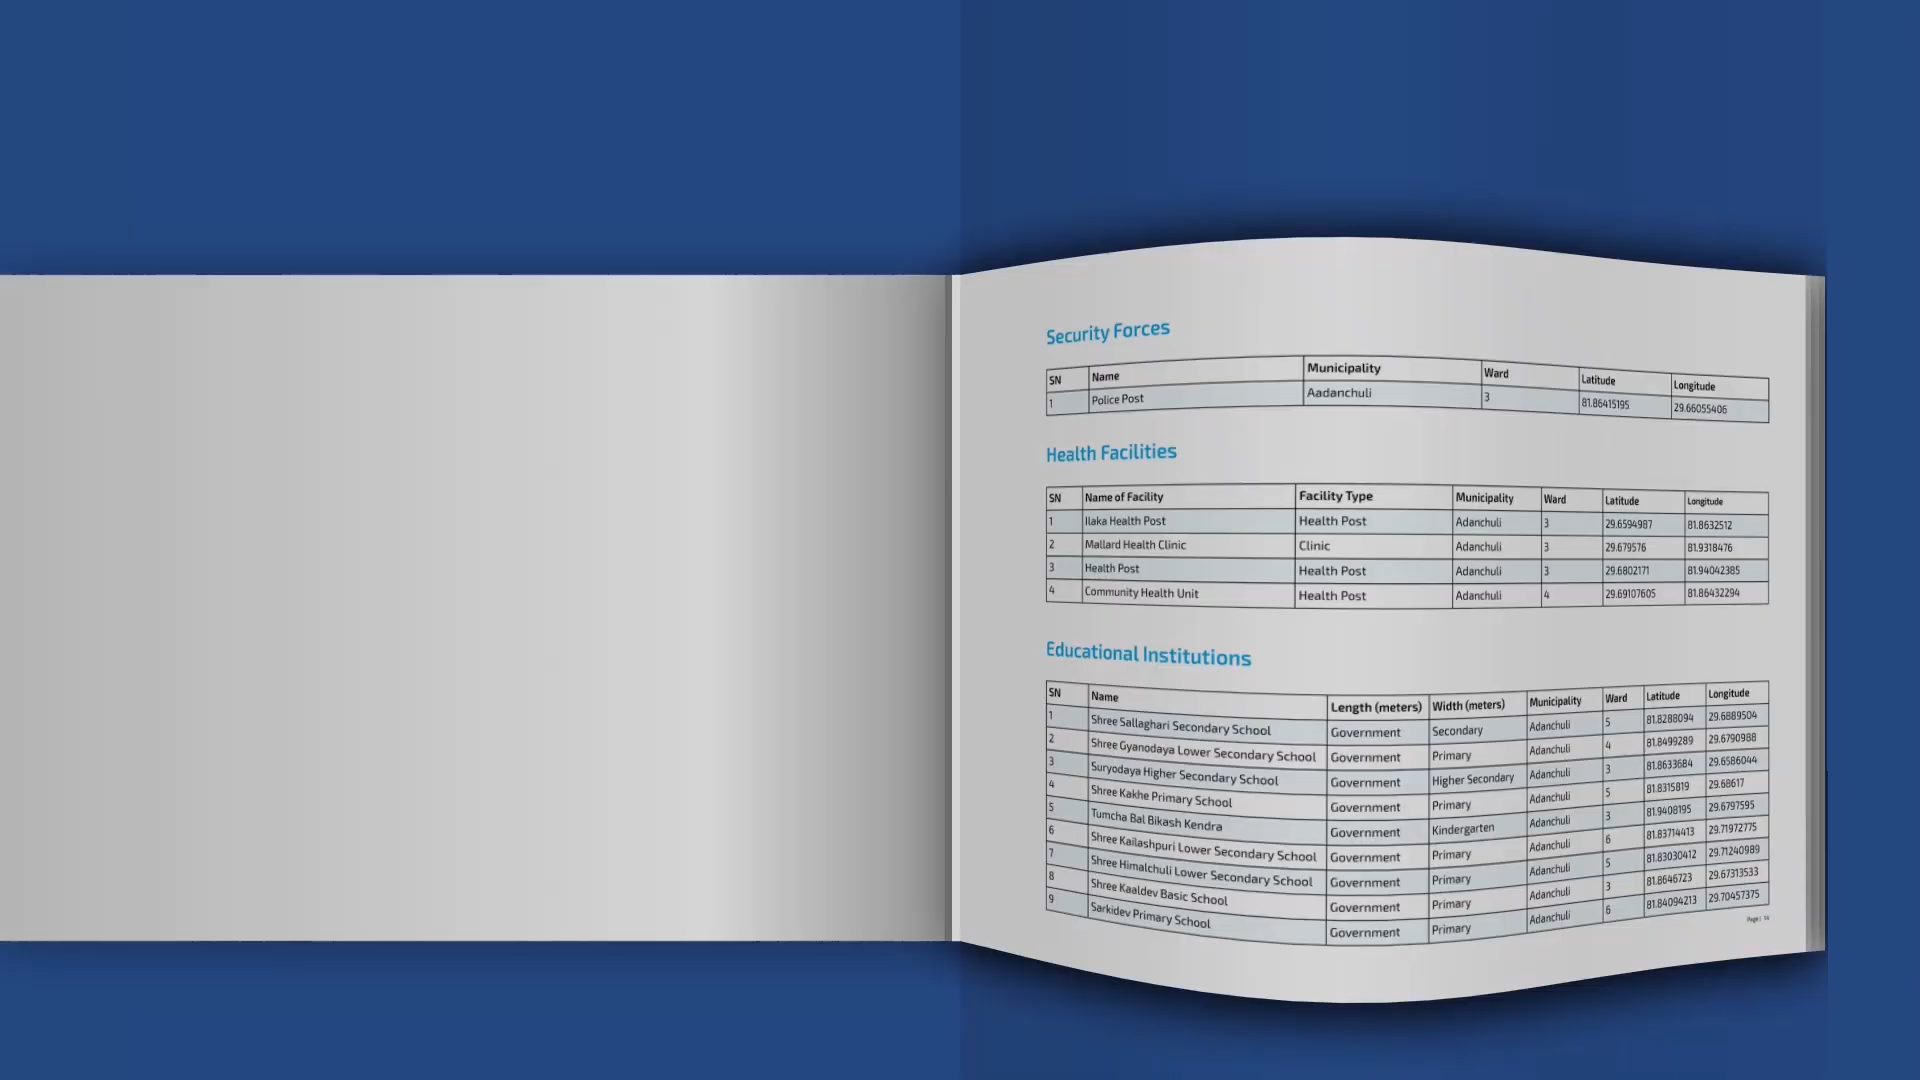 Security Forces
SN Name Municipality Ward Latitude Longitude
1 Police Post Aadanchuli 3 81.86415195 29.66055406
Health Facilities
SN Name of Facility Facility Type Municipality Ward Latitude Longitude
1 Ilaka Health Post Health Post Adanchuli 3 29.6594987 81.8632512
2 Mallard Health Clinic Clinic Adanchuli 3 29.679576 81.9318476
3 Health Post Health Post Adanchuli 3 29.6802171 81.94042385
4 Community Health Unit Health Post Adanchuli 4 29.69107605 81.86432294
Educational Institutions
SN Name Length (meters) Width (meters) Municipality Ward Latitude Longitude
1 Shree Sallaghari Secondary School Government Secondary Adanchuli 5 81.8288094 29.6889504
2 Shree Gyanodaya Lower Secondary School Government Primary Adanchuli 4 81.8499289 29.6790988
3 Suryodaya Higher Secondary School Government Higher Secondary Adanchuli 3 81.8633684 29.6586044
4 Shree Kakhe Primary School Government Primary Adanchuli 5 81.8315819 29.68617
5 Tumcha Bal Bikash Kendra Government Kindergarten Adanchuli 3 81.9408195 29.6797595
6 Shree Kailashpuri Lower Secondary School Government Primary Adanchuli 6 81.83714413 29.71972775
7 Shree Himalchuli Lower Secondary School Government Primary Adanchuli 5 81.83030412 29.71240989
8 Shree Kaaldev Basic School Government Primary Adanchuli 3 81.8646723 29.67313533
9 Sarkidev Primary School Government Primary Adanchuli 6 81.84094213 29.70457375
Page|